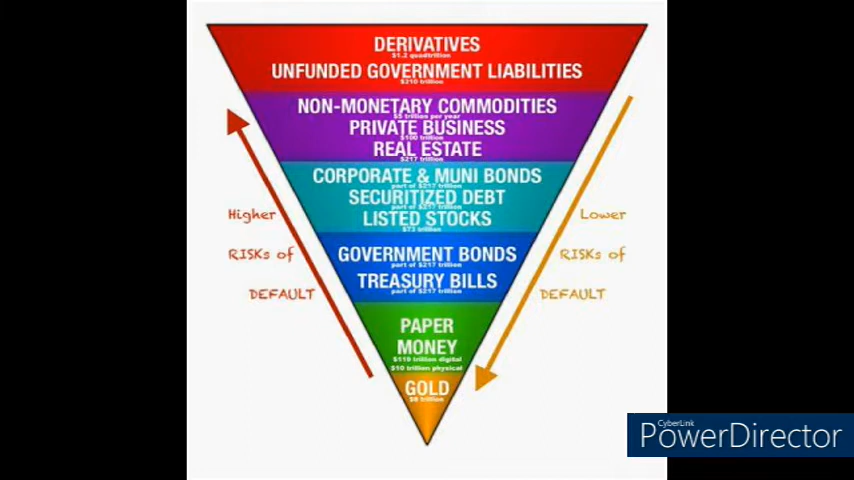 DERIVATIVES
$1.2 quadtrillion
UNFUNDED GOVERNMENT LIABILITIES
$210 trillion
NON-MONETARY COMMODITIES
$5 trillion per year
PRIVATE BUSINESS
$100 trillion
REAL ESTATE
$217 trillion
CORPORATE & MUNI BONDS
part of $217 trillion
SECURITIZED DEBT
part of $217 trillion
LISTED STOCKS
$73 trillion
GOVERNMENT BONDS
part of $217 trillion
TREASURY BILLS
part of $217 trillion
PAPER
MONEY
$119 trillion digital
$10 trillion physical
GOLD
trillion
Higher
RISKs of
DEFAULT
Lower
RISKs of
DEFAULT
CyberLink
PowerDirector